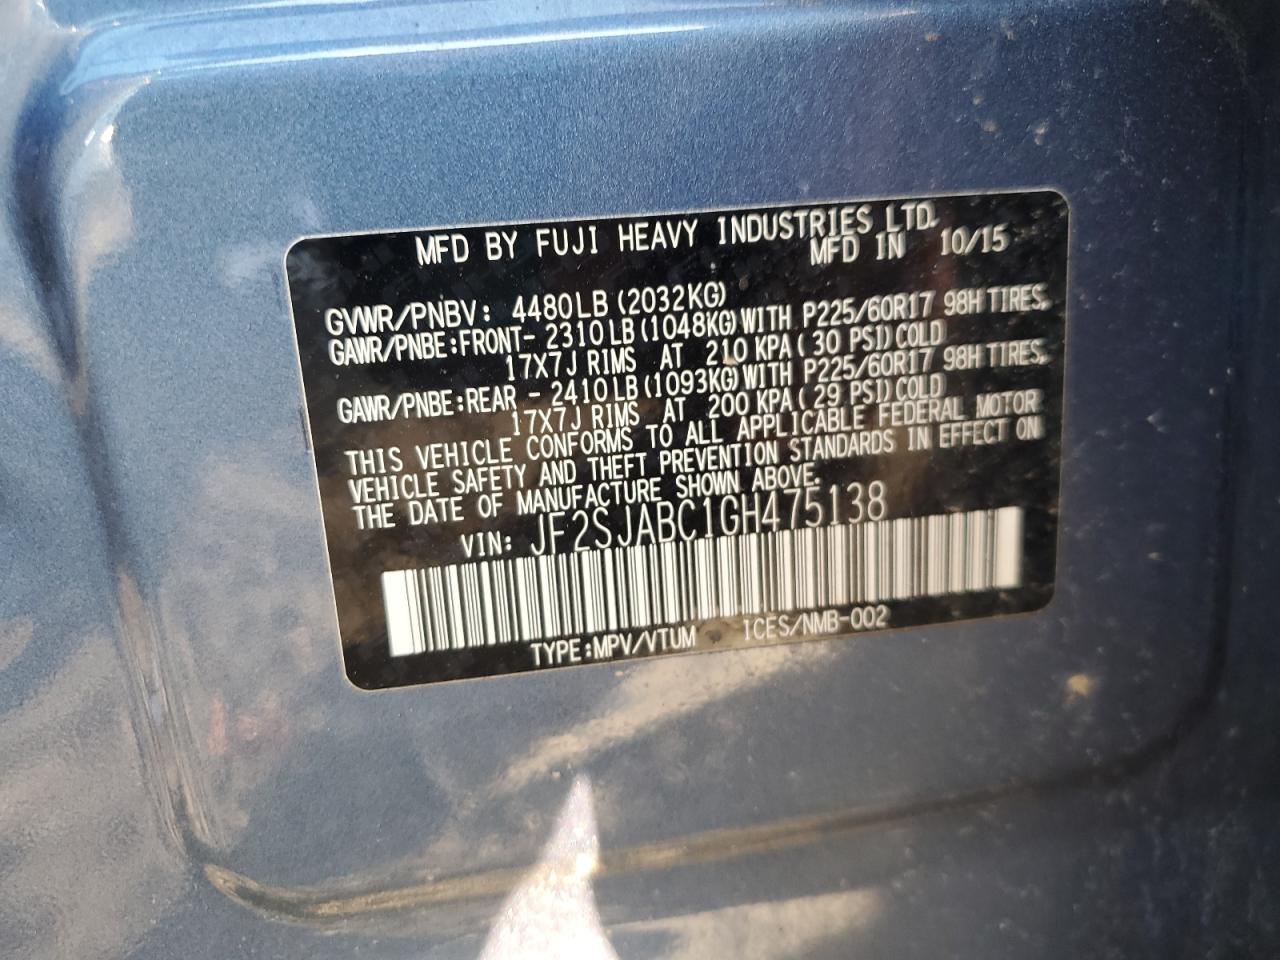 MFD BY FUJI HEAVY INDUSTRIES LTD.
MFD IN 10/15
GVWR/PNBV: 4480LB (2032KG)
GAWR/PNBE:FRONT- 2310LB (1048KG)WITH P225/60R17 98H TIRES,
17X7J RIMS AT 210 KPA( 30 PSI)COLD
GAWR/PNBE:REAR - 2410LB (1093KG)WITH P225/60R17 98H TIRES,
17X7J RIMS AT 200 KPA( 29 PSI)COLD
THIS VEHICLE CONFORMS TO ALL APPLICABLE FEDERAL MOTOR
VEHICLE SAFETY AND THEFT PREVENTION STANDARDS IN EFFECT ON
THE DATE OF MANUFACTURE SHOWN ABOVE.
VIN: JF2SJABC1GH475138
TYPE:MPV/VTUM ICES/NMB-002